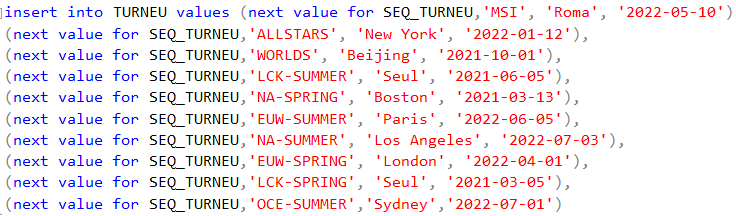 insert into TURNEU values (next value for SEQ_TURNEU,'MSI', 'Roma', '2022-05-10')
(next value for SEQ_TURNEU,'ALLSTARS', 'New York', '2022-01-12'),
(next value for SEQ_TURNEU,'WORLDS', 'Beijing', '2021-10-01'),
(next value for SEQ_TURNEU,'LCK-SUMMER', 'Seul', '2021-06-05'),
(next value for SEQ_TURNEU,'NA-SPRING', 'Boston', '2021-03-13'),
(next value for SEQ_TURNEU,'EUW-SUMMER', 'Paris', '2022-06-05'),
(next value for SEQ_TURNEU,'NA-SUMMER', 'Los Angeles', '2022-07-03'),
(next value for SEQ_TURNEU,'EUW-SPRING', 'London', '2022-04-01'),
(next value for SEQ_TURNEU,'LCK-SPRING', 'Seul', '2021-03-05'),
(next value for SEQ_TURNEU,'OCE-SUMMER','Sydney','2022-07-01')